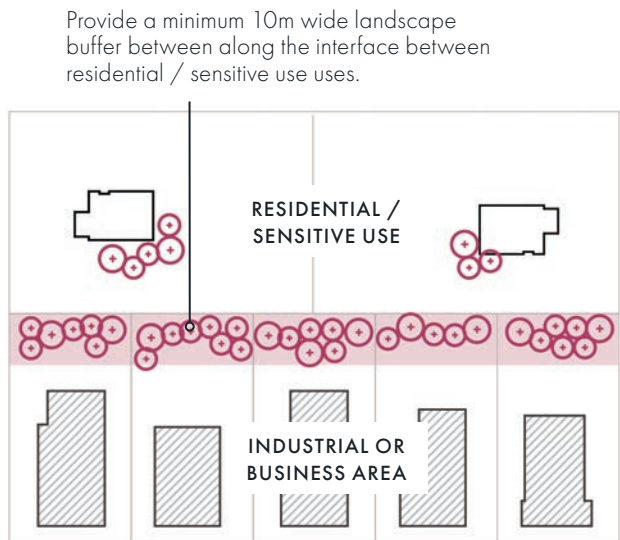 Provide a minimum 10m wide landscape
buffer between along the interface between
residential / sensitive use uses.
RESIDENTIAL /
SENSITIVE USE
INDUSTRIAL OR
BUSINESS AREA